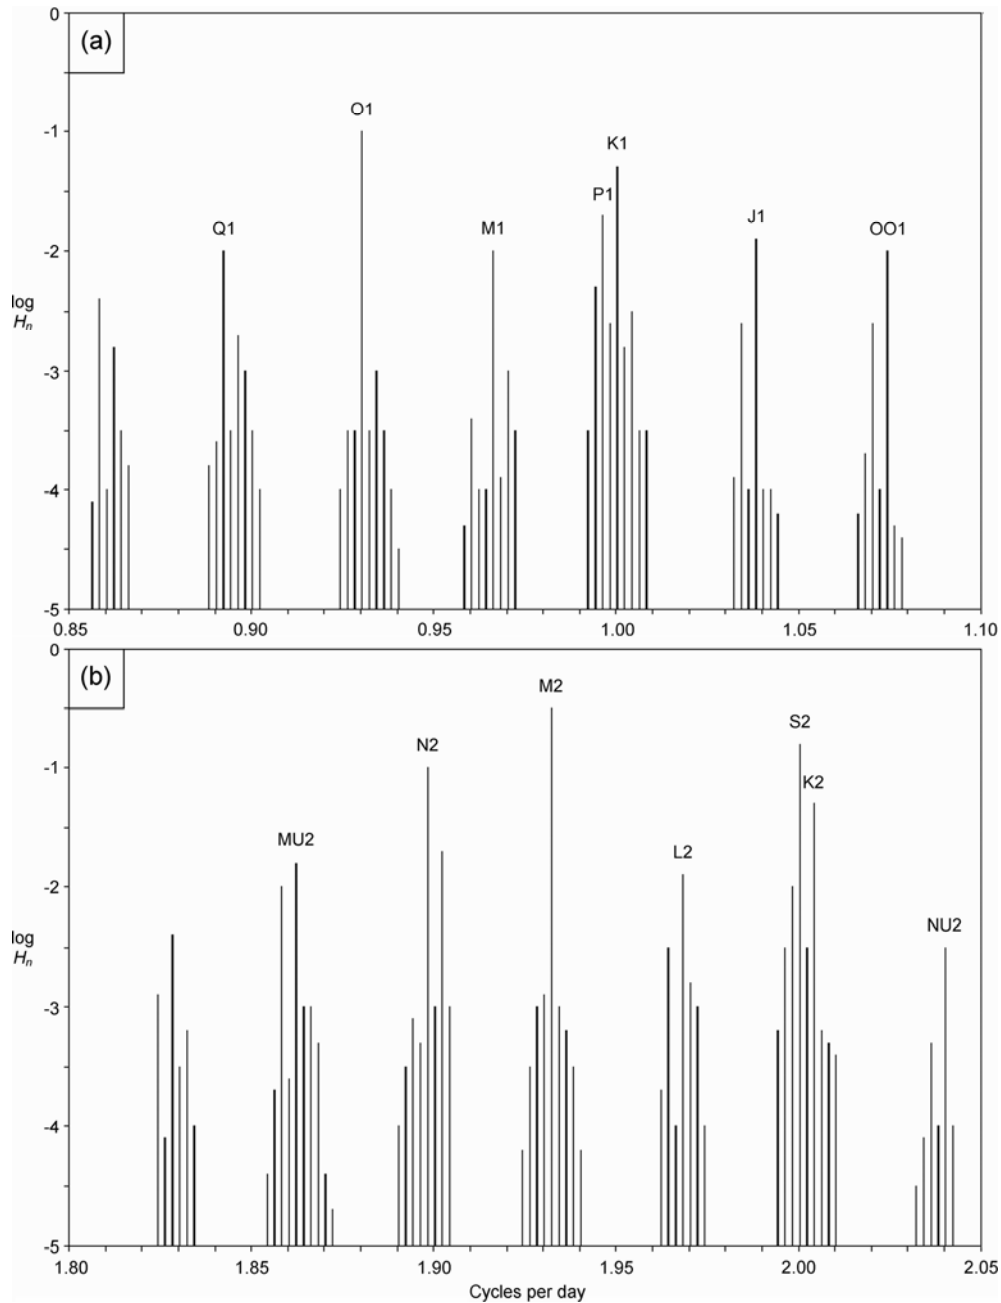 0
(a)
-1
O1
K1
P1
J1
Q1
M1
OO1
-2
log
Hn
-3
-4
-5
0.85
0.90
0.95
1.00
1.05
1.10
0
(b)
M2
S2
N2
-1
K2
MU2
L2
-2
NU2
log
Hn
-3
-4
-5
1.80
1.85
1.90
1.95
2.00
2.05
Cycles per day